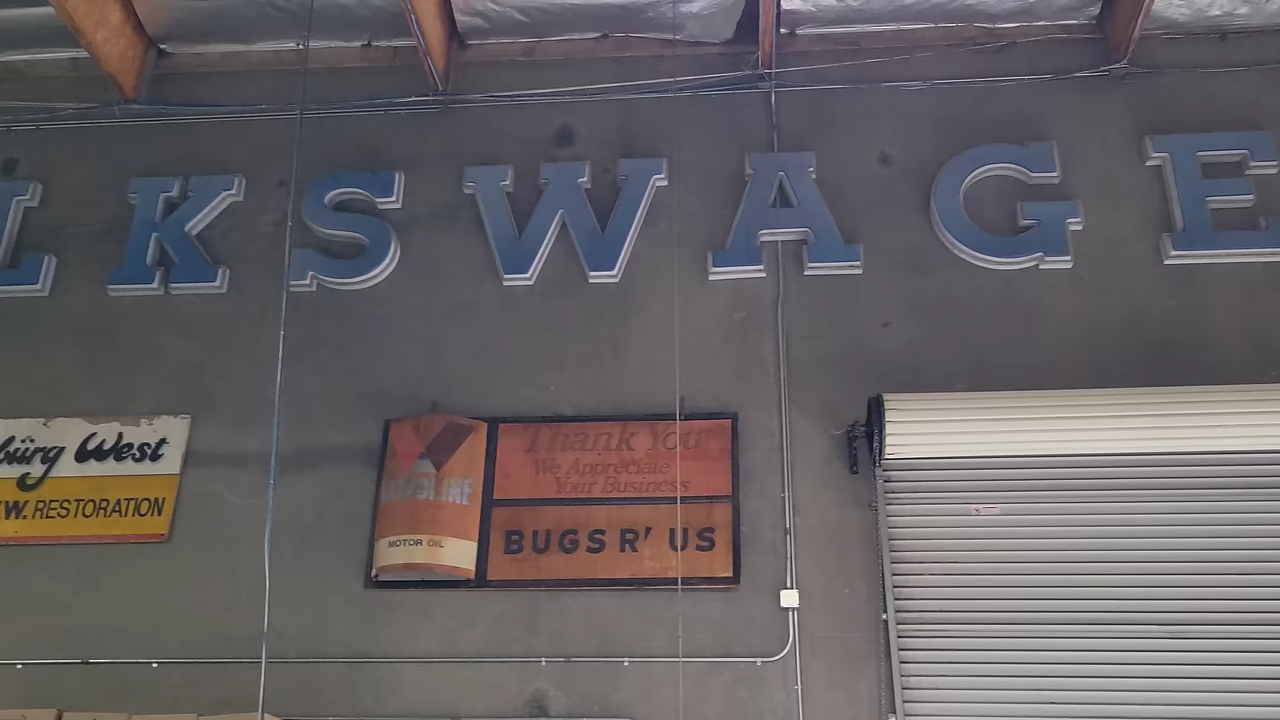 LKSWAGE
bürg West
W. RESTORATION
MOTOR OIL
Thank You
We Appreciate
Your Business
BUGS R' US